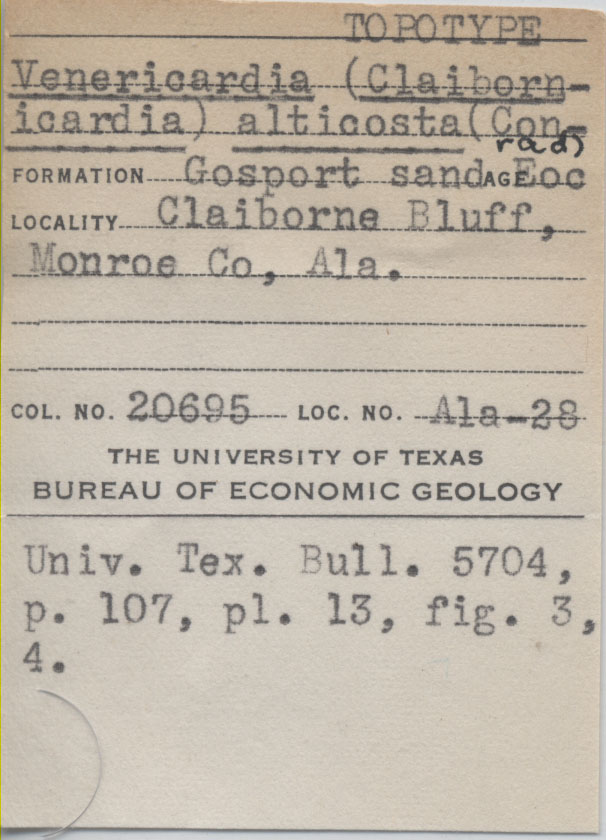 TOPOTYPE
Venericardia (Claiborn-
icardia) alticosta (Con-
rad)
FORMATION Gosport sand AGE Eoc
LOCALITY Claiborne Bluff,
Monroe Co, Ala.
COL. NO. 20695 LOC. NO. Ala-28
THE UNIVERSITY OF TEXAS
BUREAU OF ECONOMIC GEOLOGY
Univ. Tex. Bull. 5704,
p. 107, pl. 13, fig. 3,
4.